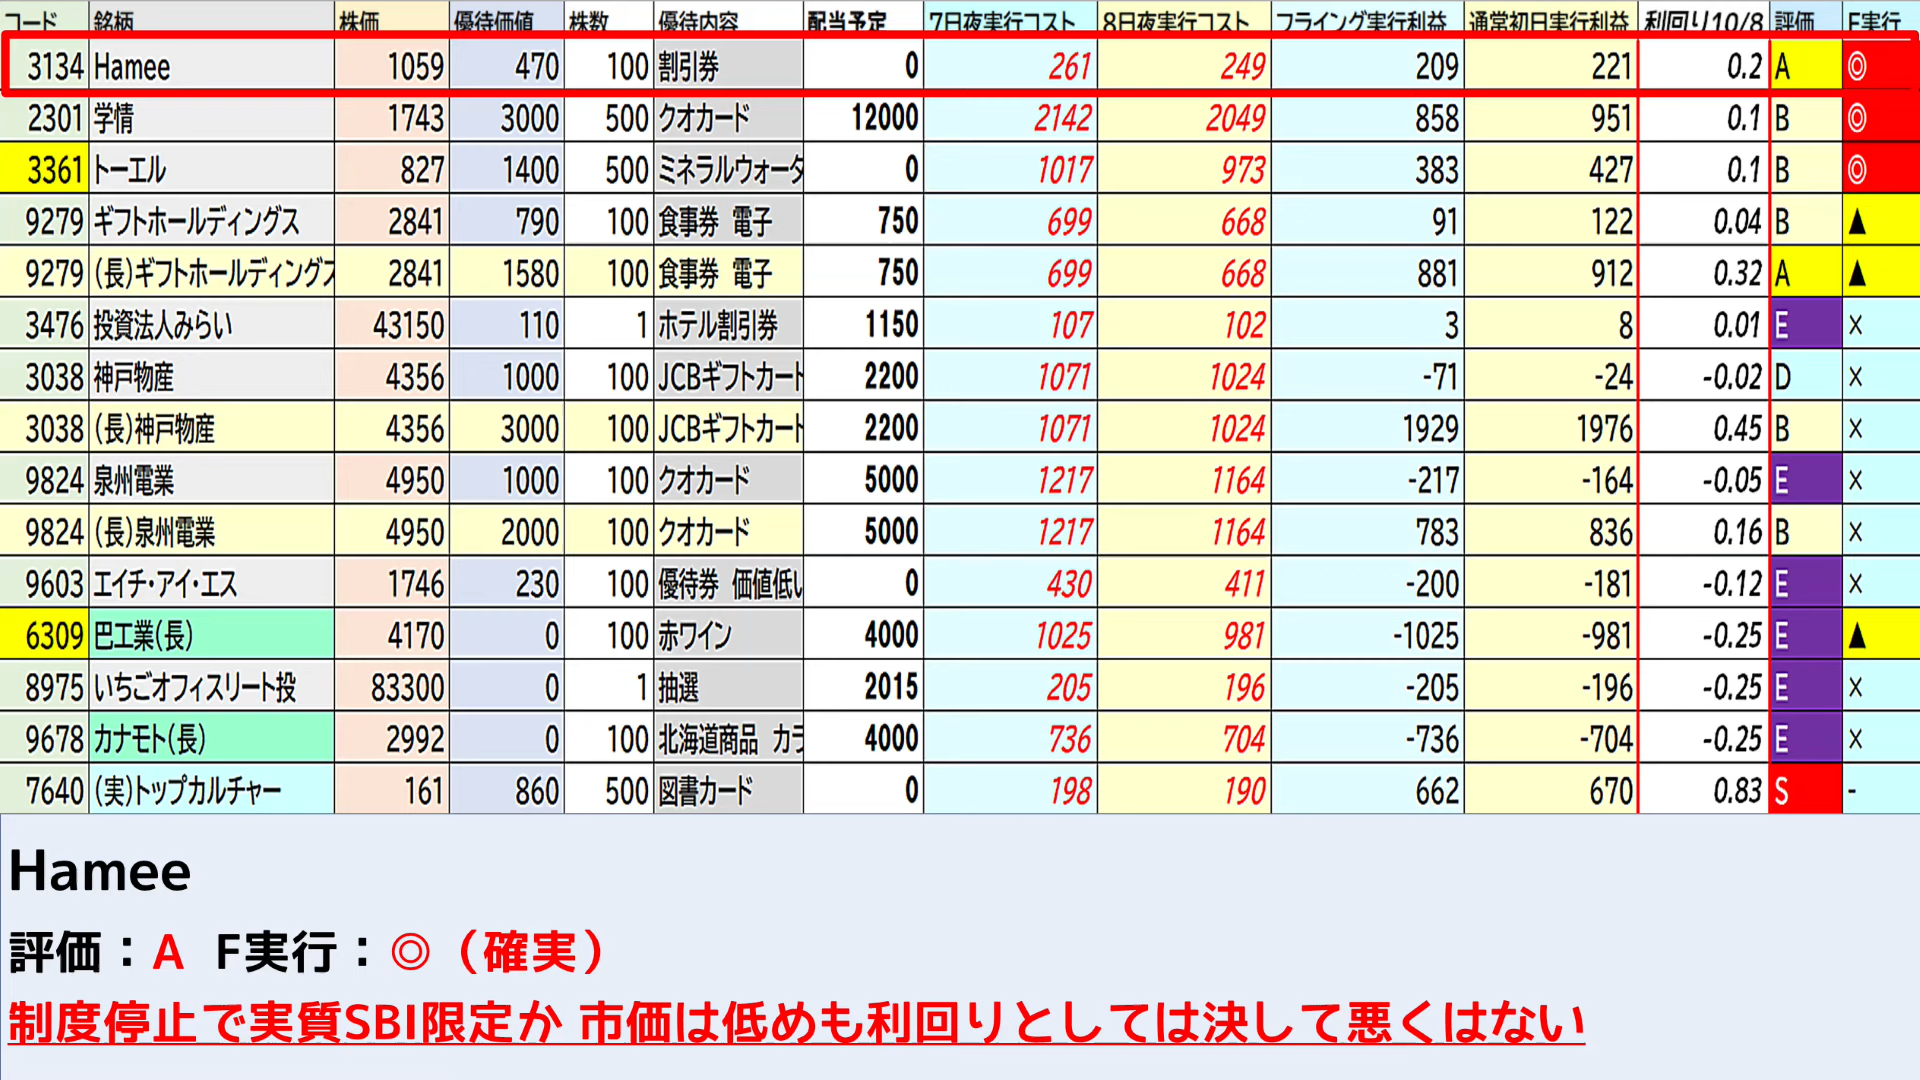 コード 銘柄 株価 優待価値 株数 優待内容 配当予定 7日夜実行コスト 8日夜実行コスト フライング実行利益 通常初日実行利益 利回り10/8 評価 F実行
3134 Hamee 1059 470 100 割引券 0 261 249 209 221 0.2 A ◎
2301 学情 1743 3000 500 クオカード 12000 2142 2049 858 951 0.1 B ◎
3361 トーエル 827 1400 500 ミネラルウォータ 0 1017 973 383 427 0.1 B ◎
9279 ギフトホールディングス 2841 790 100 食事券 電子 750 699 668 91 122 0.04 B ▲
9279 (長)ギフトホールディングス 2841 1580 100 食事券 電子 750 699 668 881 912 0.32 A ▲
3476 投資法人みらい 43150 110 1 ホテル割引券 1150 107 102 3 8 0.01 E ×
3038 神戸物産 4356 1000 100 JCBギフトカート 2200 1071 1024 -71 -24 -0.02 D ×
3038 (長)神戸物産 4356 3000 100 JCBギフトカート 2200 1071 1024 1929 1976 0.45 B ×
9824 泉州電業 4950 1000 100 クオカード 5000 1217 1164 -217 -164 -0.05 E ×
9824 (長)泉州電業 4950 2000 100 クオカード 5000 1217 1164 783 836 0.16 B ×
9603 エイチ・アイ・エス 1746 230 100 優待券 価値低い 0 430 411 -200 -181 -0.12 E ×
6309 巴工業(長) 4170 0 100 赤ワイン 4000 1025 981 -1025 -981 -0.25 E ▲
8975 いちごオフィスリート投 83300 0 1 抽選 2015 205 196 -205 -196 -0.25 E ×
9678 カナモト(長) 2992 0 100 北海道商品 カラ 4000 736 704 -736 -704 -0.25 E ×
7640 (実)トップカルチャー 161 860 500 図書カード 0 198 190 662 670 0.83 S -
Hamee
評価：A F実行：◎（確実）
制度停止で実質SBI限定か 市価は低めも利回りとしては決して悪くはない